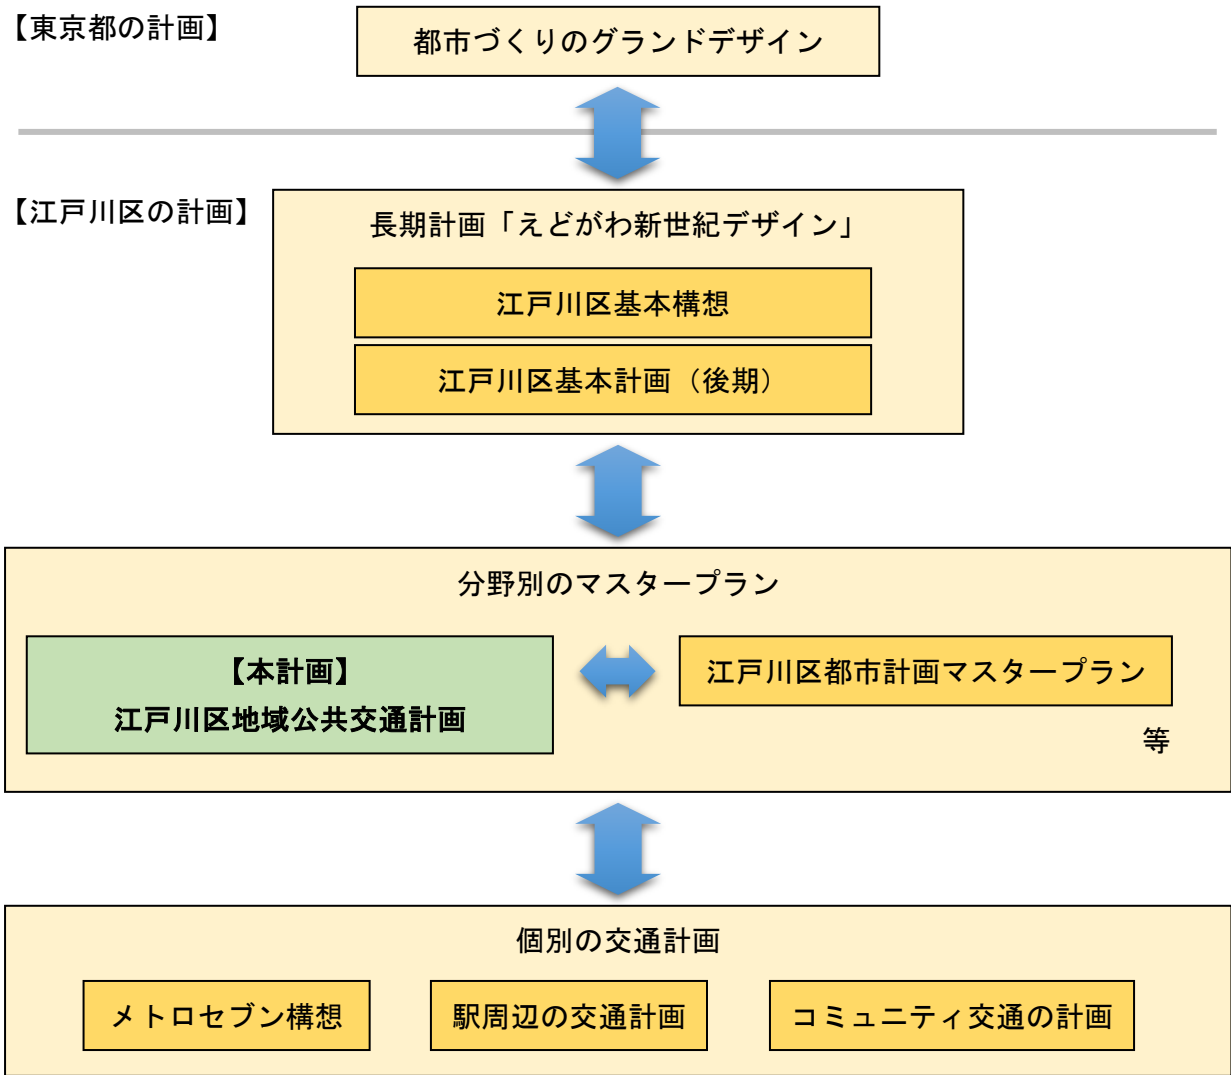 【東京都の計画】
都市づくりのグランドデザイン
【江戸川区の計画】
長期計画「えどがわ新世紀デザイン」
江戸川区基本構想
江戸川区基本計画（後期）
分野別のマスタープラン
【本計画】
江戸川区地域公共交通計画
江戸川区都市計画マスタープラン
等
個別の交通計画
メトロセブン構想
駅周辺の交通計画
コミュニティ交通の計画